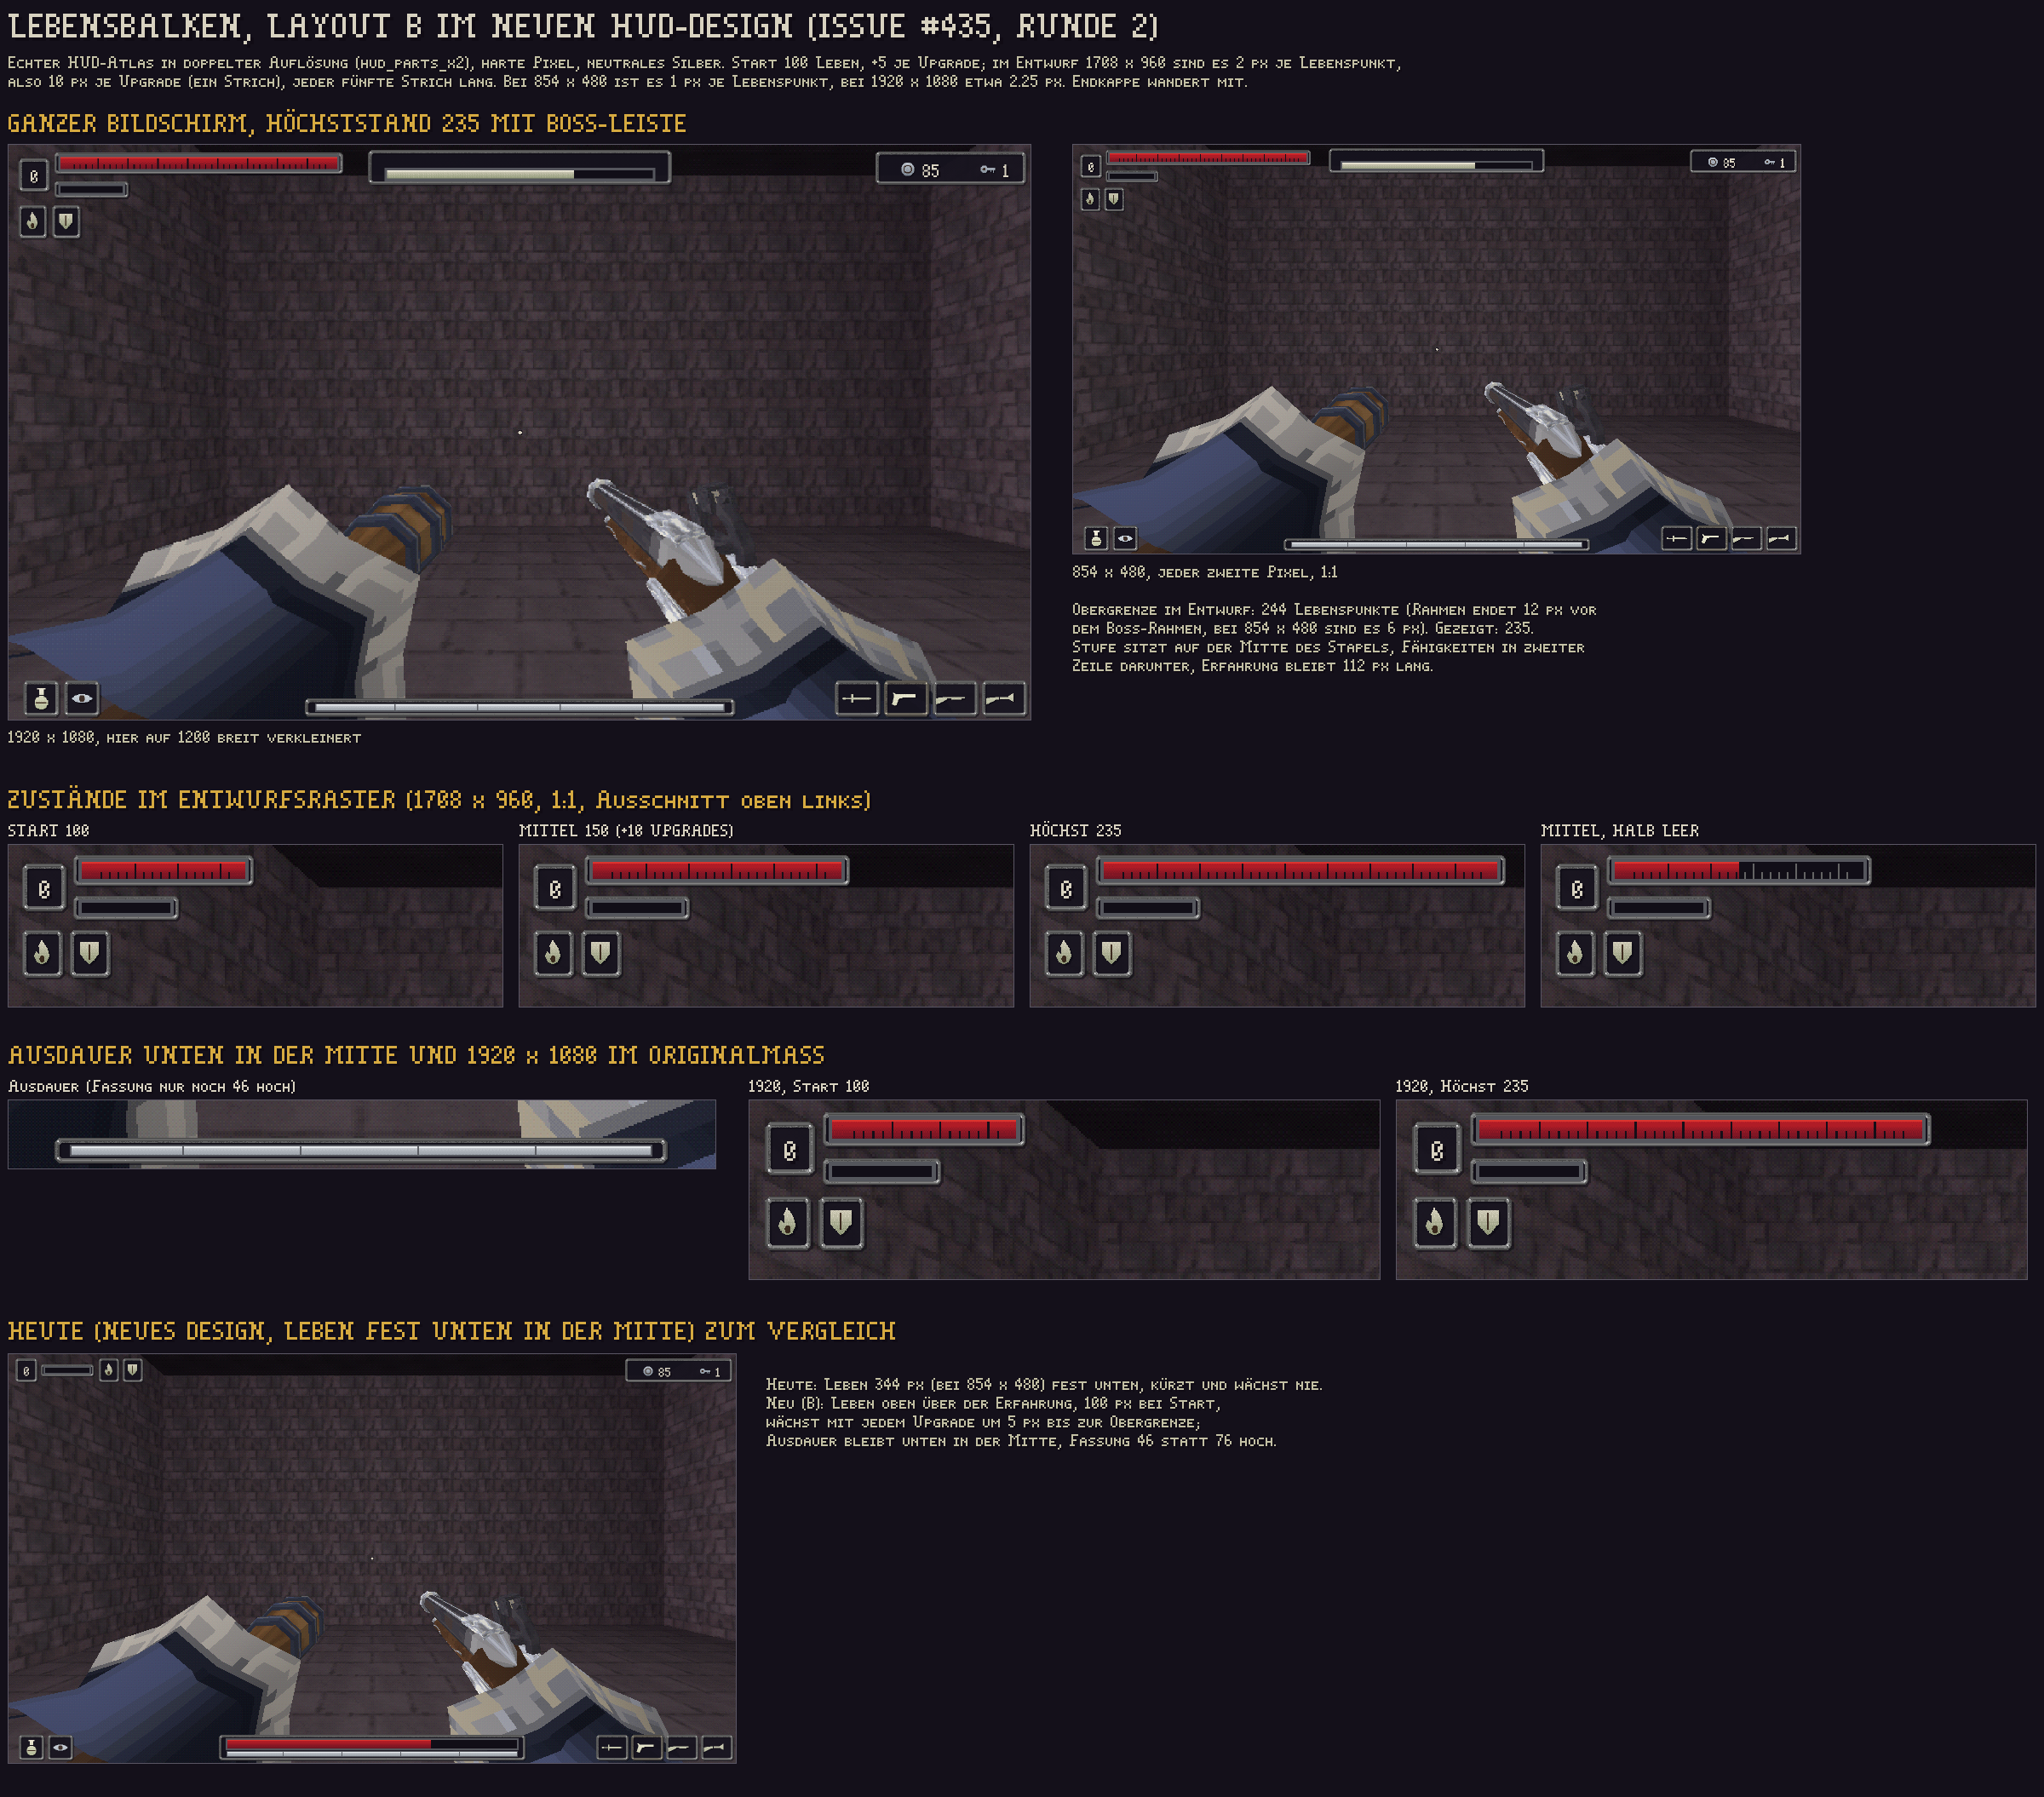 LEBENSBALKEN, LAYOUT B IM NEUEN HUD-DESIGN (ISSUE #435, RUNDE 2)
Echter HUD-Atlas in doppelter Auflösung (hud_parts_x2), harte Pixel, neutrales Silber. Start 100 Leben, +5 je Upgrade; im Entwurf 1708 x 960 sind es 2 px je Lebenspunkt,
also 10 px je Upgrade (ein Strich), jeder fünfte Strich lang. Bei 854 x 480 ist es 1 px je Lebenspunkt, bei 1920 x 1080 etwa 2.25 px. Endkappe wandert mit.
GANZER BILDSCHIRM, HÖCHSTSTAND 235 MIT BOSS-LEISTE
0
85
1
0
85
1
854 x 480, jeder zweite Pixel, 1:1
Obergrenze im Entwurf: 244 Lebenspunkte (Rahmen endet 12 px vor
dem Boss-Rahmen, bei 854 x 480 sind es 6 px). Gezeigt: 235.
Stufe sitzt auf der Mitte des Stapels, Fähigkeiten in zweiter
Zeile darunter, Erfahrung bleibt 112 px lang.
1920 x 1080, hier auf 1200 breit verkleinert
ZUSTÄNDE IM ENTWURFSRASTER (1708 x 960, 1:1, Ausschnitt oben links)
START 100
MITTEL 150 (+10 UPGRADES)
HÖCHST 235
MITTEL, HALB LEER
0
0
0
0
AUSDAUER UNTEN IN DER MITTE UND 1920 x 1080 IM ORIGINALMASS
Ausdauer (Fassung nur noch 46 hoch)
1920, Start 100
1920, Höchst 235
0
0
HEUTE (NEUES DESIGN, LEBEN FEST UNTEN IN DER MITTE) ZUM VERGLEICH
0
85
1
Heute: Leben 344 px (bei 854 x 480) fest unten, kürzt und wächst nie.
Neu (B): Leben oben über der Erfahrung, 100 px bei Start,
wächst mit jedem Upgrade um 5 px bis zur Obergrenze;
Ausdauer bleibt unten in der Mitte, Fassung 46 statt 76 hoch.